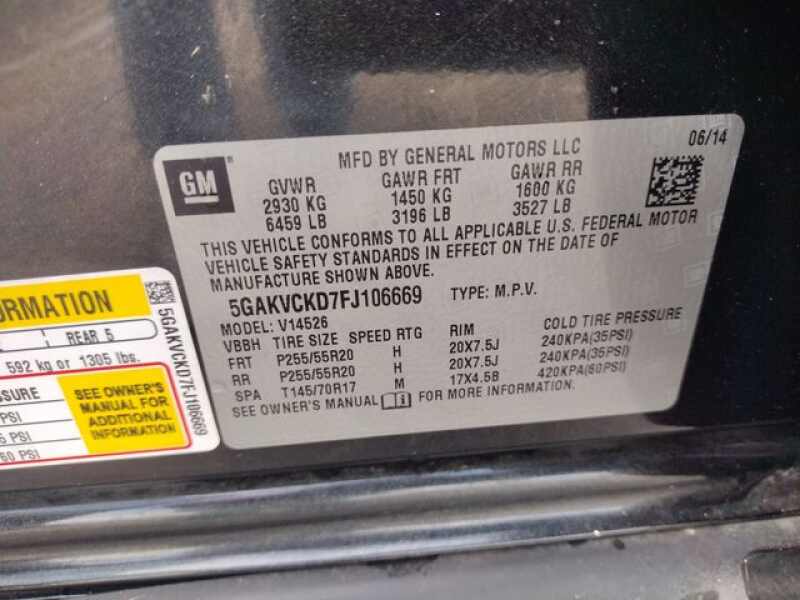 06/14
GM
MFD BY GENERAL MOTORS LLC
GVWR GAWR FRT GAWR RR
2930 KG 1450 KG 1600 KG
6459 LB 3196 LB 3527 LB
THIS VEHICLE CONFORMS TO ALL APPLICABLE U.S. FEDERAL MOTOR
VEHICLE SAFETY STANDARDS IN EFFECT ON THE DATE OF
MANUFACTURE SHOWN ABOVE.
5GAKVCKD7FJ106669 TYPE: M.P.V.
MODEL: V14526
VBBH TIRE SIZE SPEED RTG RIM COLD TIRE PRESSURE
FRT P255/55R20 H 20X7.5J 240KPA(35PSI)
RR P255/55R20 H 20X7.5J 240KPA(35PSI)
SPA T145/70R17 M 17X4.5B 420KPA(60PSI)
SEE OWNER'S MANUAL FOR MORE INFORMATION.
ORMATION
REAR 5
592 kg or 1305 lbs.
SSURE
PSI
PSI
60 PSI
SEE OWNER'S
MANUAL FOR
ADDITIONAL
INFORMATION
5GAKVCKD7FJ106669